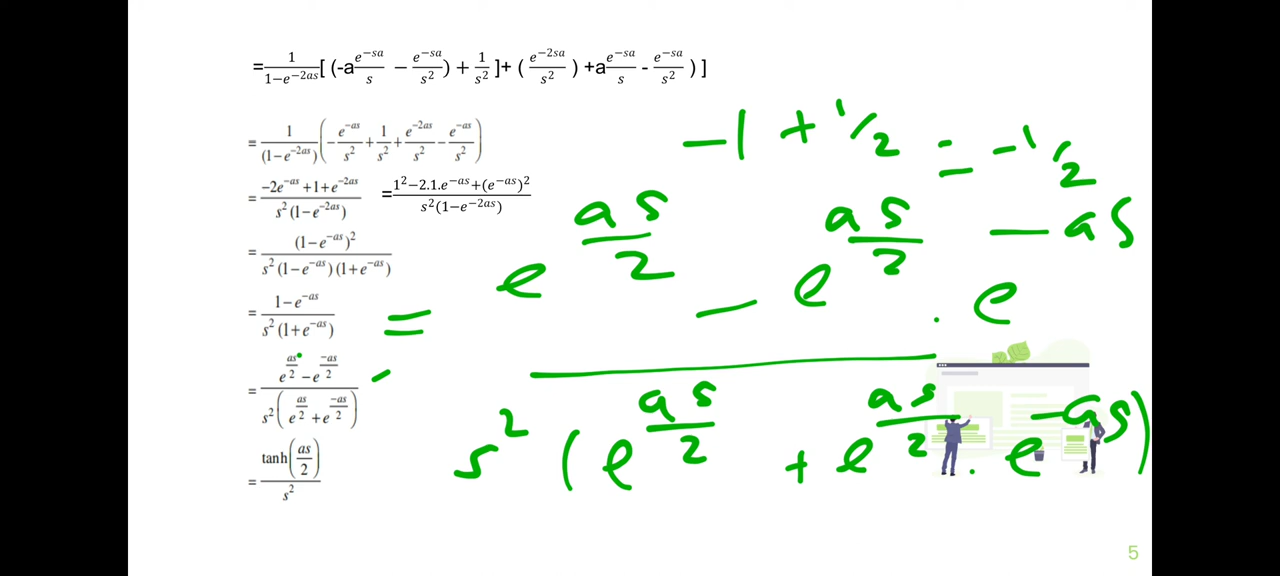 =1/(1−e^(−2as))[ (-a e^(−sa)/s − e^(−sa)/s²) + 1/s² ]+ ( e^(−2sa)/s² ) +a e^(−sa)/s - e^(−sa)/s² ) ]
= 1/((1−e^(−2as))) (−e^(−as)/s² + 1/s² + e^(−2as)/s² − e^(−as)/s²)
−1 + 1/2 = −1/2
= (−2e^(−as)+1+e^(−2as))/(s²(1−e^(−2as))) =(1²−2.1.e^(−as)+(e^(−as))²)/(s²(1−e^(−2as)))
= (1−e^(−as))²/(s²(1−e^(−as))(1+e^(−as)))
= (1−e^(−as))/(s²(1+e^(−as)))
= (e^(as/2) − e^(as/2) . e^(−as))/(s² (e^(as/2) + e^(as/2) . e^(−as)))
= (e^(as/2) − e^(−as/2))/(s²(e^(as/2) + e^(−as/2)))
= tanh(as/2)/s²
5